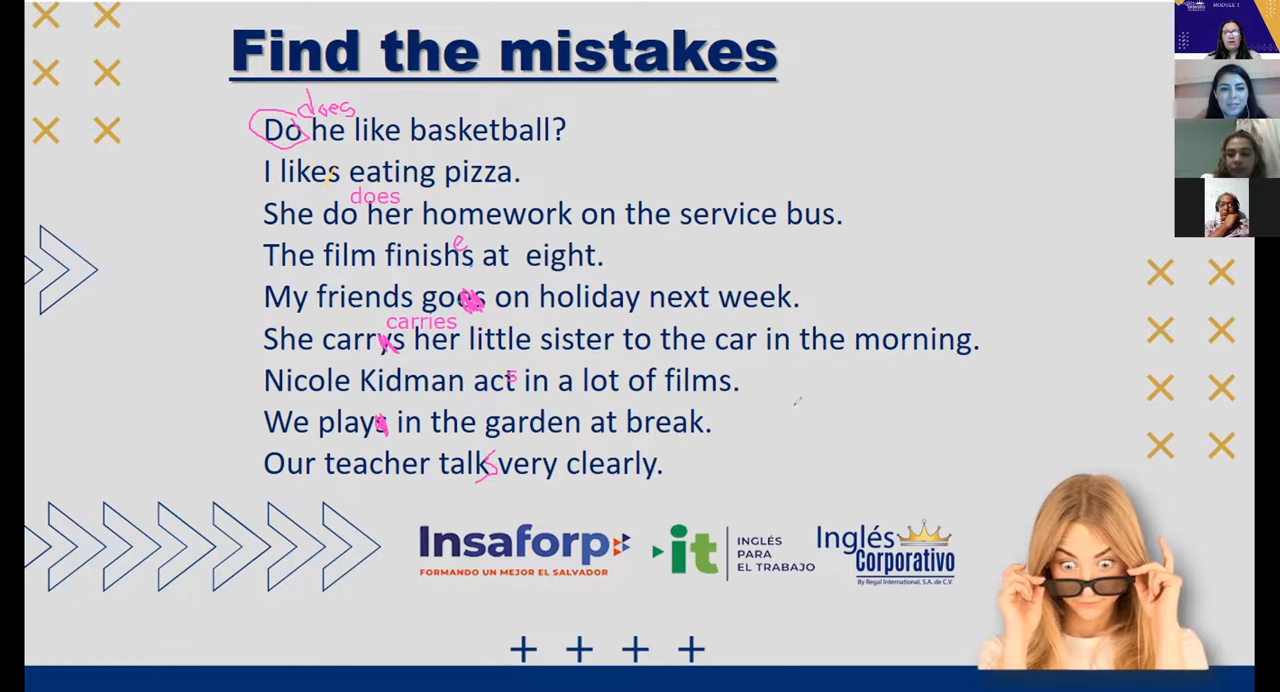 MODULE 1
Find the mistakes
does
Do he like basketball?
I likes eating pizza.
does
She do her homework on the service bus.
e
The film finishs at eight.
My friends goes on holiday next week.
carries
She carrys her little sister to the car in the morning.
Nicole Kidman act s in a lot of films.
We plays in the garden at break.
Our teacher talk s very clearly.
Insaforp
FORMANDO UN MEJOR EL SALVADOR
it
INGLÉS
PARA
EL TRABAJO
Inglés
Corporativo
By Regal International, S.A. de C.V.